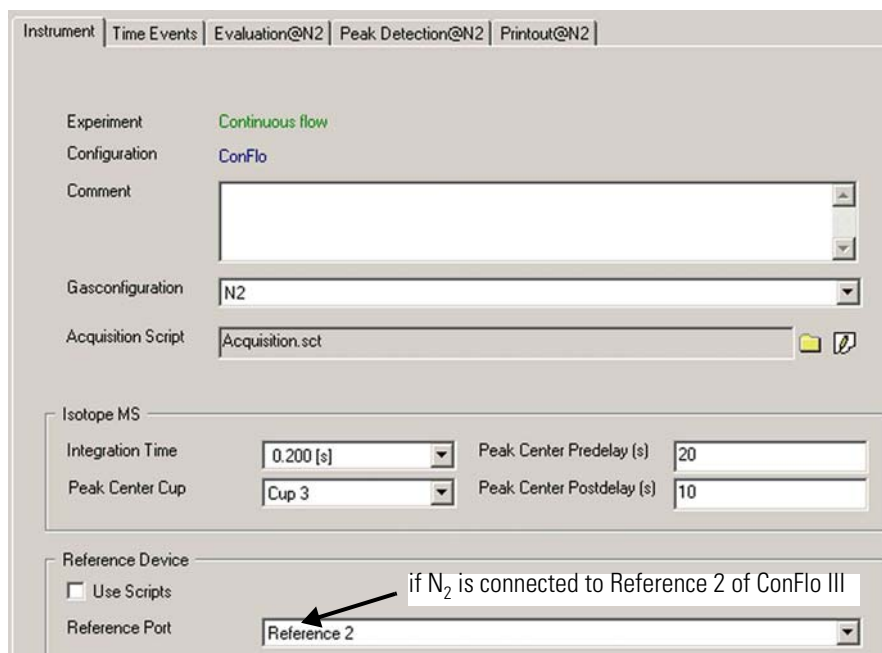 Instrument Time Events Evaluation@N2 Peak Detection@N2 Printout@N2
Experiment Continuous flow
Configuration ConFlo
Comment
Gasconfiguration N2
Acquisition Script Acquisition.sct
Isotope MS
Integration Time 0.200 [s] Peak Center Predelay (s) 20
Peak Center Cup Cup 3 Peak Center Postdelay (s) 10
Reference Device
Use Scripts if N₂ is connected to Reference 2 of ConFlo III
Reference Port Reference 2